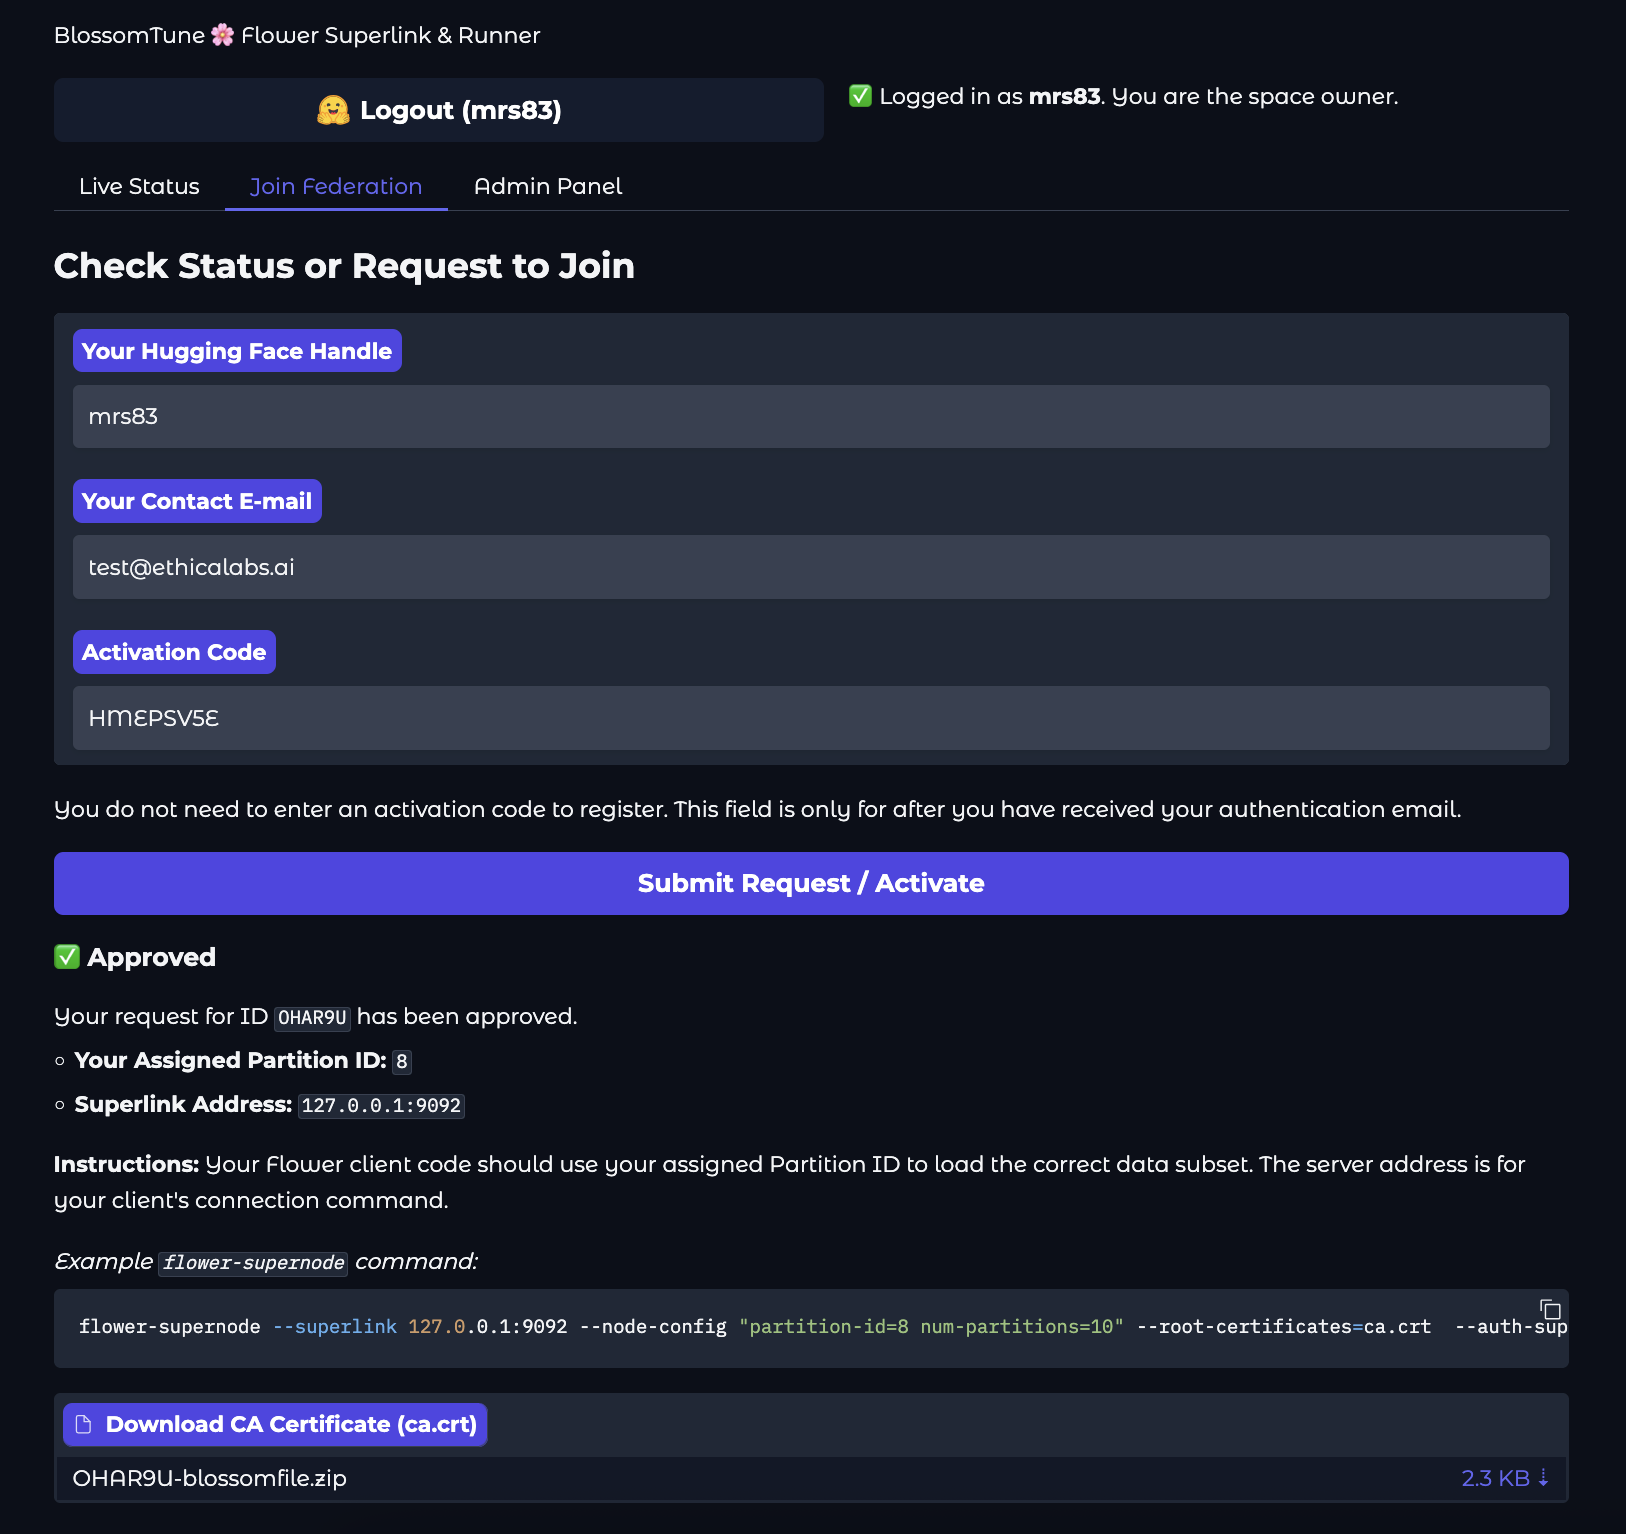 BlossomTune 🌸 Flower Superlink & Runner
🤗 Logout (mrs83)
✅ Logged in as mrs83. You are the space owner.
Live Status
Join Federation
Admin Panel
Check Status or Request to Join
Your Hugging Face Handle
mrs83
Your Contact E-mail
test@ethicalabs.ai
Activation Code
HMEPSV5E
You do not need to enter an activation code to register. This field is only for after you have received your authentication email.
Submit Request / Activate
✅ Approved
Your request for ID OHAR9U has been approved.
Your Assigned Partition ID: 8
Superlink Address: 127.0.0.1:9092
Instructions: Your Flower client code should use your assigned Partition ID to load the correct data subset. The server address is for
your client's connection command.
Example flower-supernode command:
flower-supernode --superlink 127.0.0.1:9092 --node-config "partition-id=8 num-partitions=10" --root-certificates=ca.crt  --auth-sup
Download CA Certificate (ca.crt)
OHAR9U-blossomfile.zip
2.3 KB ⇣